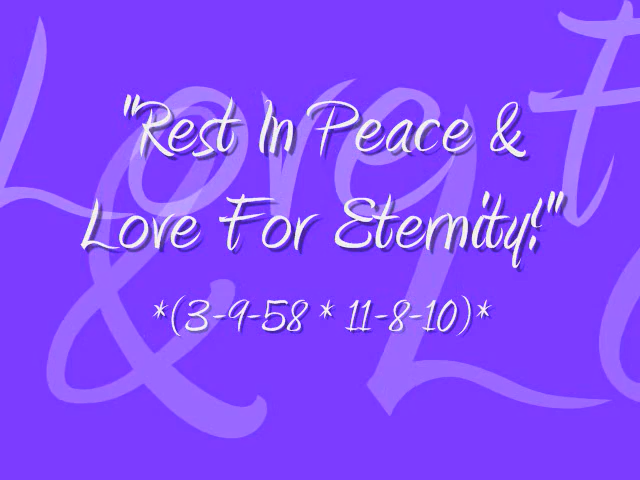 "Rest In Peace &
Love For Eternity!"
*(3-9-58 * 11-8-10)*